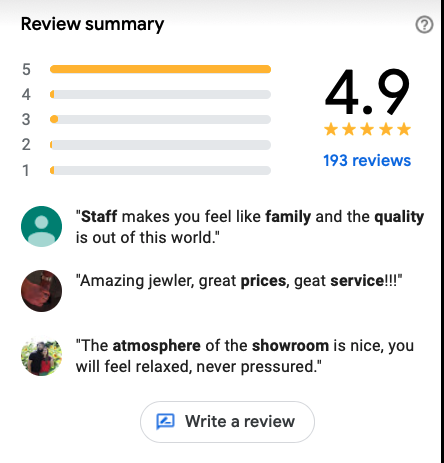 Review summary
5
4
3
2
1
4.9
193 reviews
"Staff makes you feel like family and the quality
is out of this world."
"Amazing jewler, great prices, geat service!!!"
"The atmosphere of the showroom is nice, you
will feel relaxed, never pressured."
Write a review